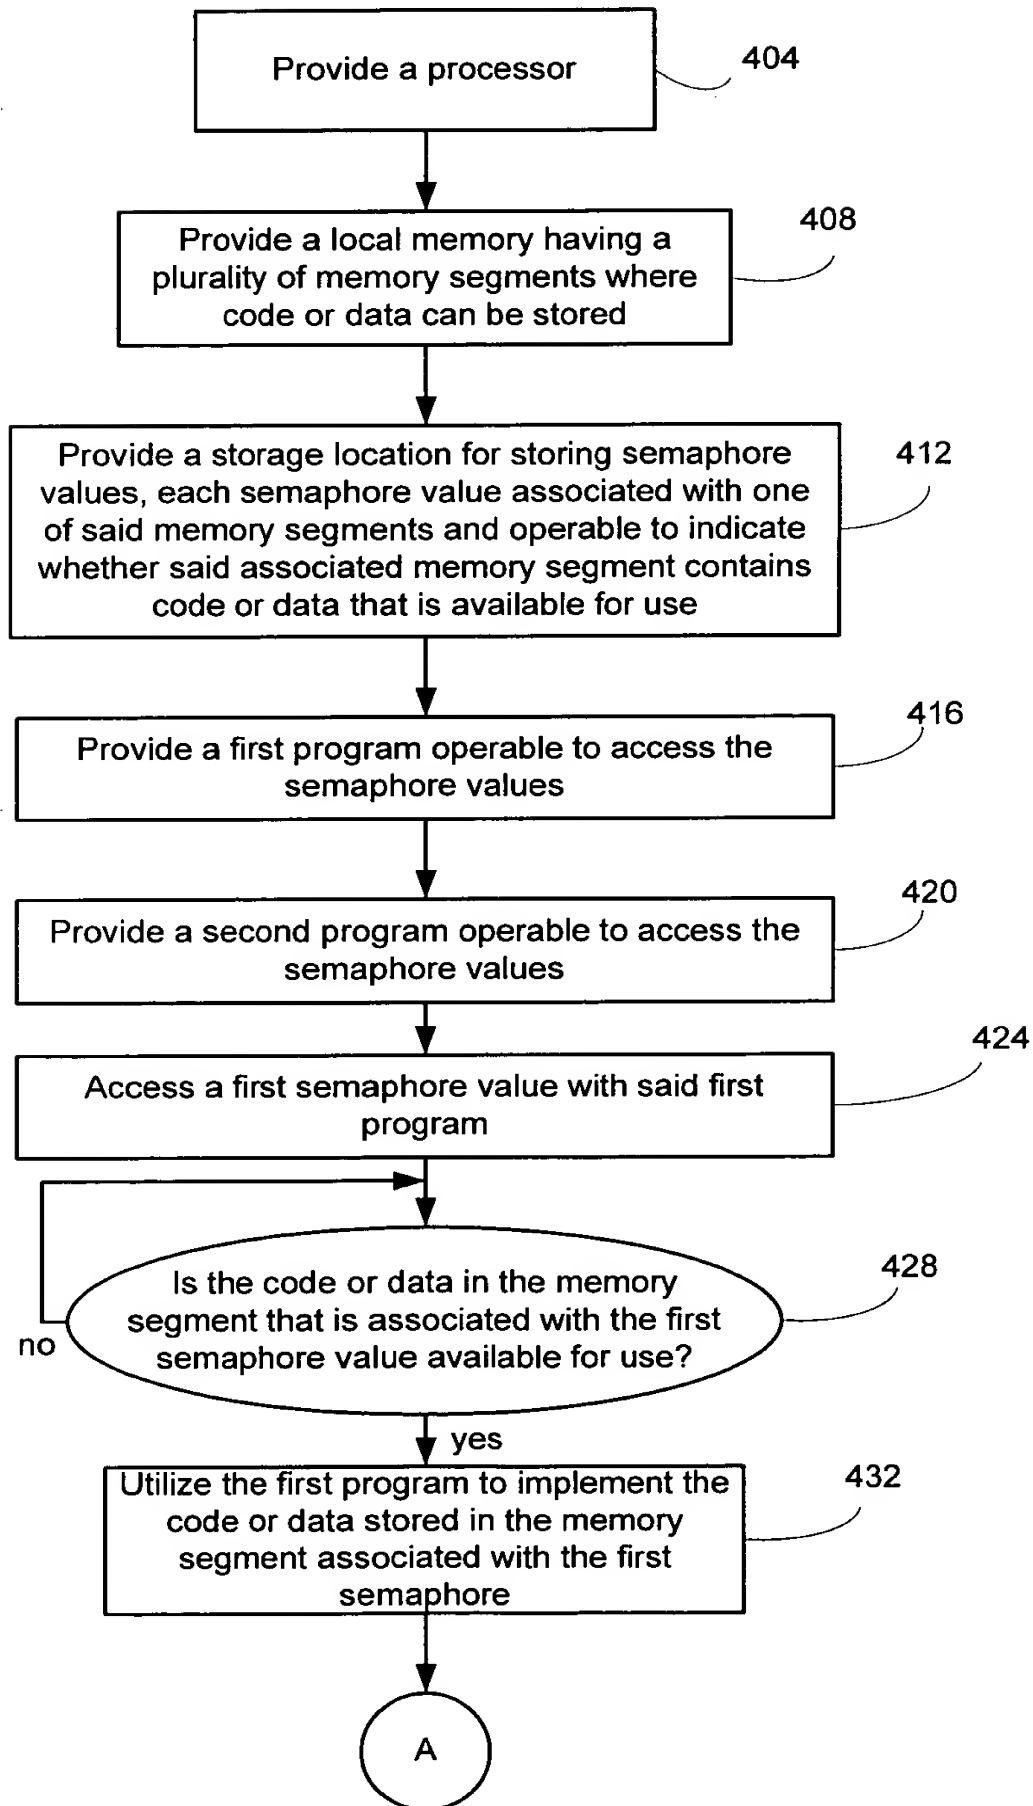 Provide a processor
404
Provide a local memory having a
plurality of memory segments where
code or data can be stored
408
Provide a storage location for storing semaphore
values, each semaphore value associated with one
of said memory segments and operable to indicate
whether said associated memory segment contains
code or data that is available for use
412
Provide a first program operable to access the
semaphore values
416
Provide a second program operable to access the
semaphore values
420
Access a first semaphore value with said first
program
424
Is the code or data in the memory
segment that is associated with the first
semaphore value available for use?
428
no
yes
Utilize the first program to implement the
code or data stored in the memory
segment associated with the first
semaphore
432
A